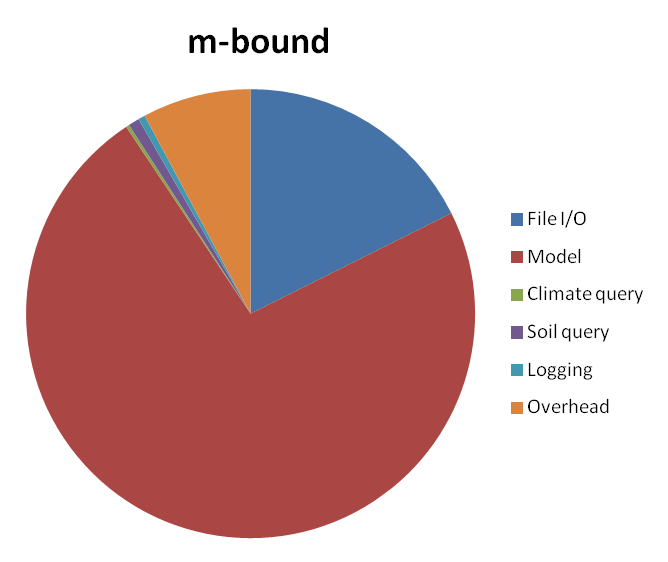 m-bound
File I/O
Model
Climate query
Soil query
Logging
Overhead